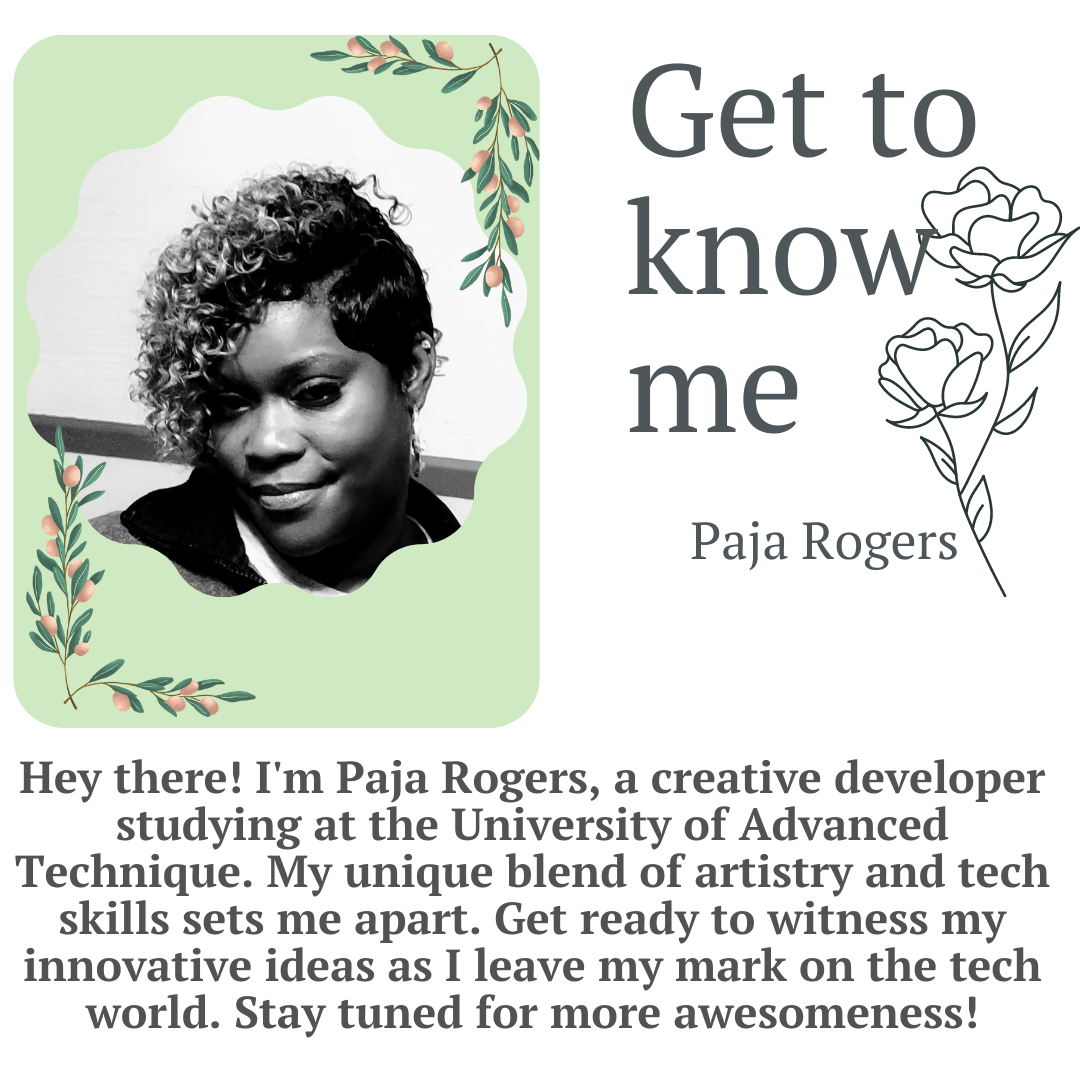 Get to
know
me
Paja Rogers
Hey there! I'm Paja Rogers, a creative developer
studying at the University of Advanced
Technique. My unique blend of artistry and tech
skills sets me apart. Get ready to witness my
innovative ideas as I leave my mark on the tech
world. Stay tuned for more awesomeness!